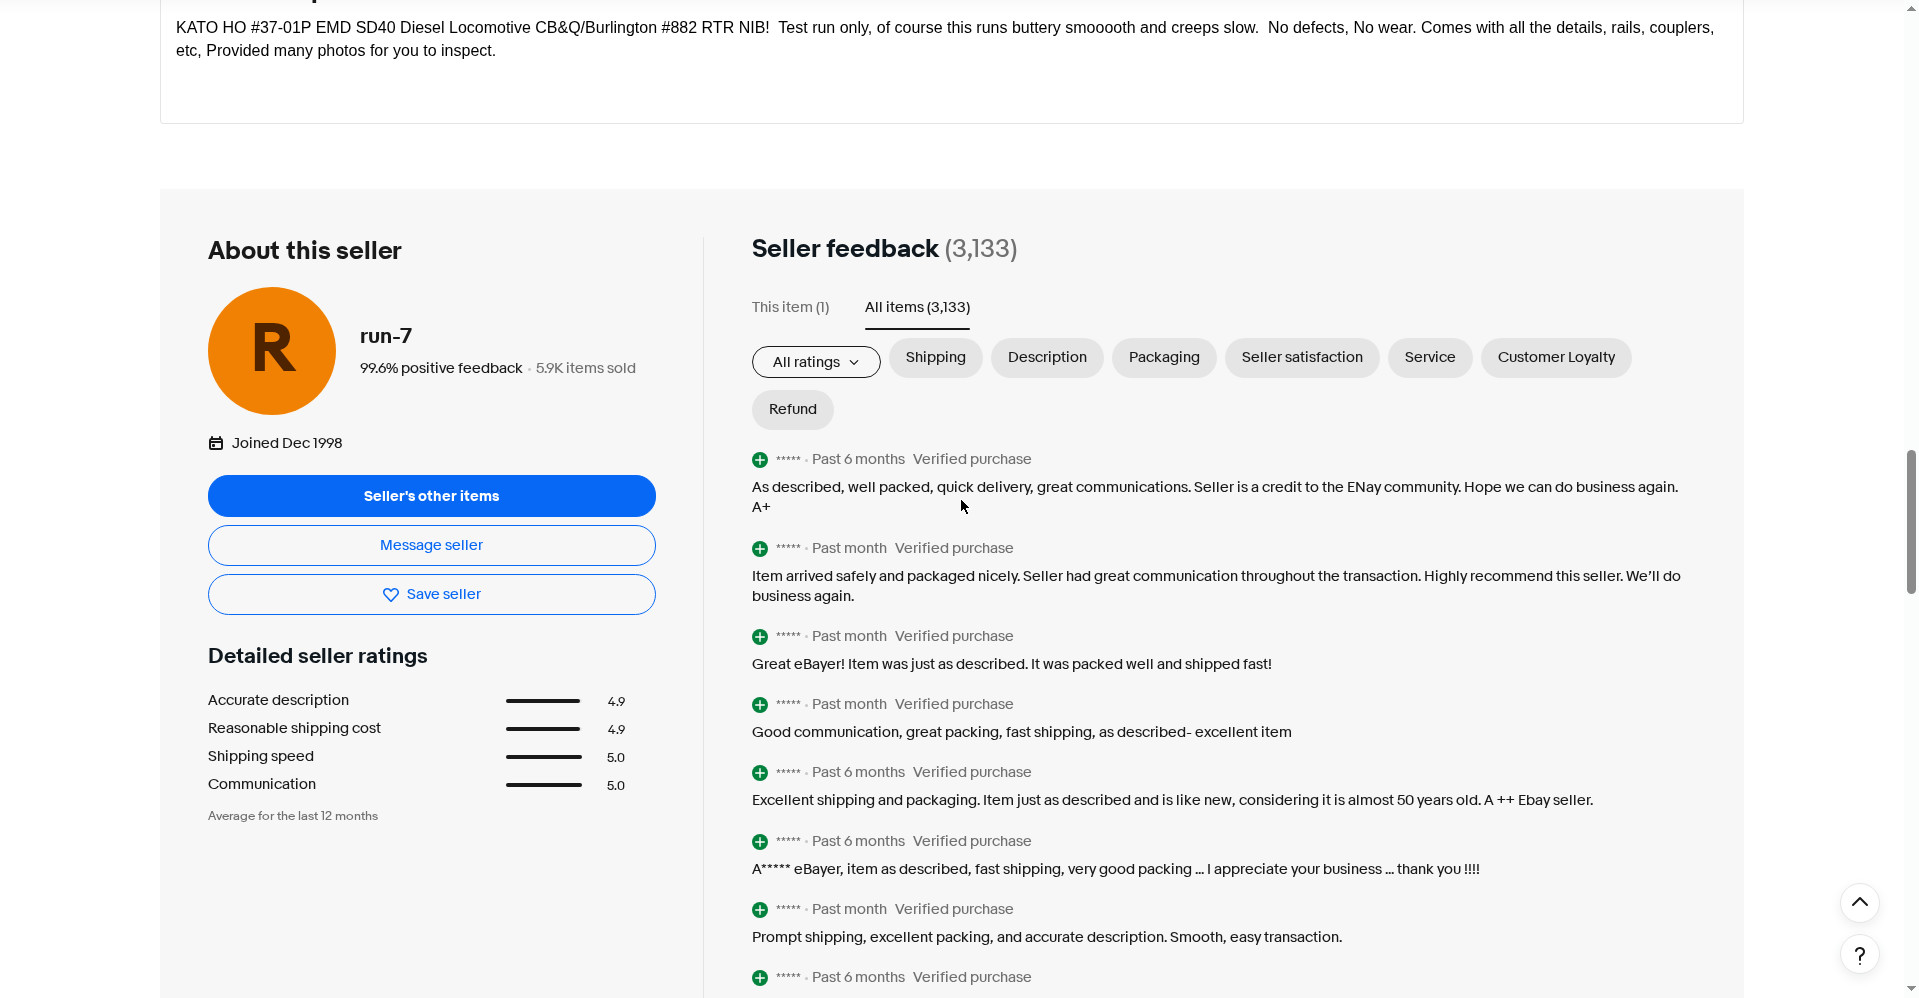 KATO HO #37-01P EMD SD40 Diesel Locomotive CB&Q/Burlington #882 RTR NIB!  Test run only, of course this runs buttery smooooth and creeps slow.  No defects, No wear. Comes with all the details, rails, couplers,
etc, Provided many photos for you to inspect.
About this seller
R
run-7
99.6% positive feedback · 5.9K items sold
Joined Dec 1998
Seller's other items
Message seller
Save seller
Detailed seller ratings
Accurate description 4.9
Reasonable shipping cost 4.9
Shipping speed 5.0
Communication 5.0
Average for the last 12 months
Seller feedback (3,133)
This item (1) All items (3,133)
All ratings Shipping Description Packaging Seller satisfaction Service Customer Loyalty
Refund
***** · Past 6 months Verified purchase
As described, well packed, quick delivery, great communications. Seller is a credit to the ENay community. Hope we can do business again.
A+
***** · Past month Verified purchase
Item arrived safely and packaged nicely. Seller had great communication throughout the transaction. Highly recommend this seller. We’ll do
business again.
***** · Past month Verified purchase
Great eBayer! Item was just as described. It was packed well and shipped fast!
***** · Past month Verified purchase
Good communication, great packing, fast shipping, as described- excellent item
***** · Past 6 months Verified purchase
Excellent shipping and packaging. Item just as described and is like new, considering it is almost 50 years old. A ++ Ebay seller.
***** · Past 6 months Verified purchase
A***** eBayer, item as described, fast shipping, very good packing ... I appreciate your business ... thank you !!!!
***** · Past month Verified purchase
Prompt shipping, excellent packing, and accurate description. Smooth, easy transaction.
***** · Past 6 months Verified purchase
?